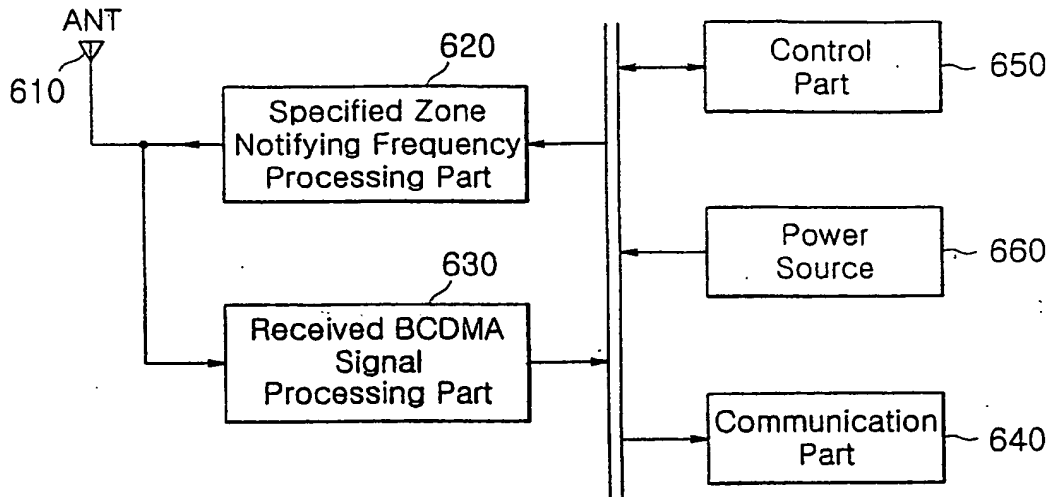 ANT
610
620
Specified Zone
Notifying Frequency
Processing Part
630
Received BCDMA
Signal
Processing Part
Control
Part
650
Power
Source
660
Communication
Part
640